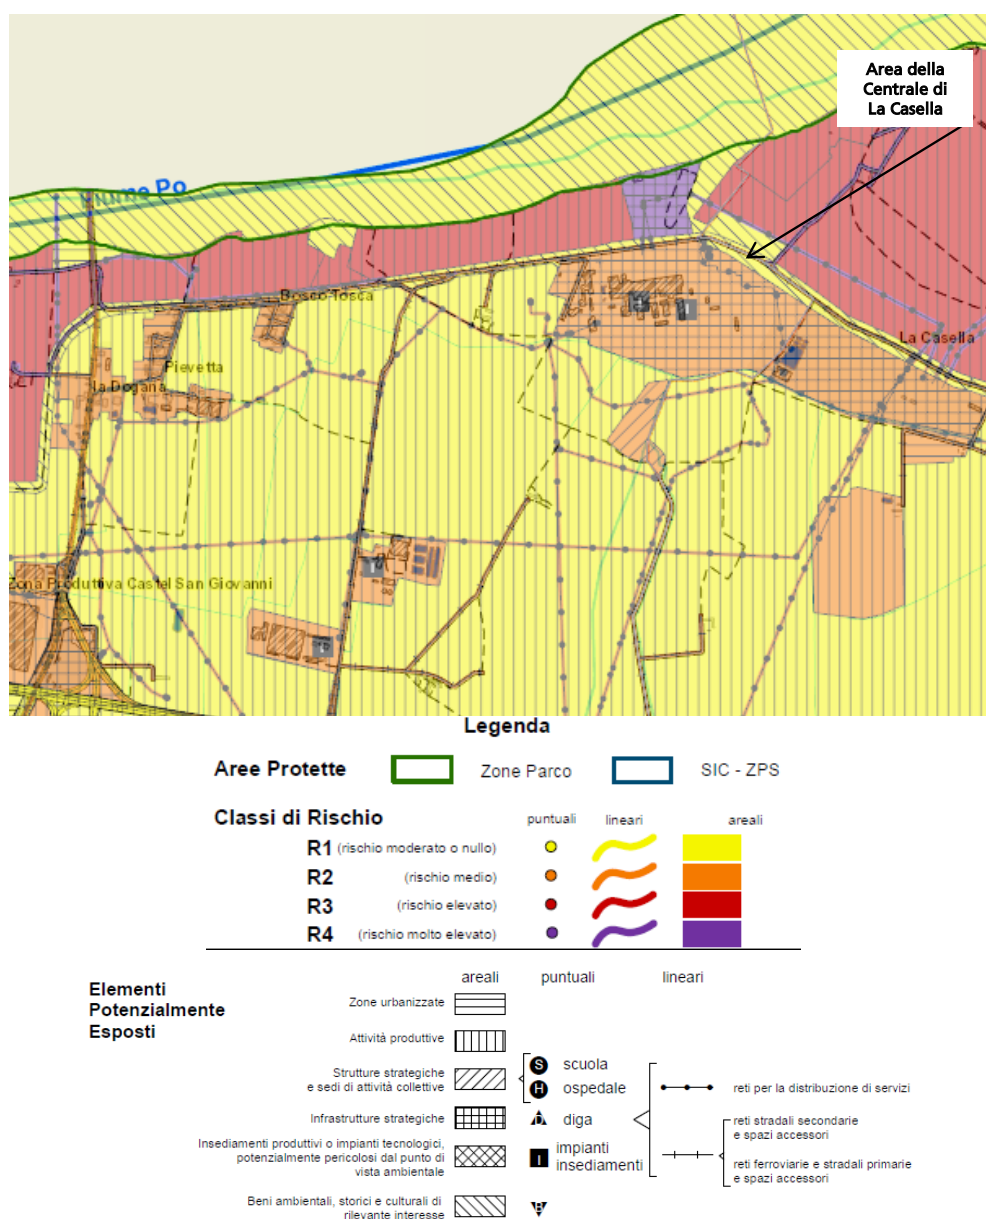 Area della
Centrale di
La Casella
Fiume Po
Bosco Tosca
La Casella
Pievetta
la Dogana
Zona Produttiva Castel San Giovanni
Legenda
Aree Protette Zone Parco SIC - ZPS
Classi di Rischio puntuali lineari areali
R1 (rischio moderato o nullo)
R2 (rischio medio)
R3 (rischio elevato)
R4 (rischio molto elevato)
Elementi
Potenzialmente
Esposti
areali puntuali lineari
Zone urbanizzate
Attività produttive
Strutture strategiche
e sedi di attività collettive
S scuola
H ospedale
reti per la distribuzione di servizi
Infrastrutture strategiche
D diga
reti stradali secondarie
e spazi accessori
Insediamenti produttivi o impianti tecnologici,
potenzialmente pericolosi dal punto di
vista ambientale
I impianti
insediamenti
reti ferroviarie e stradali primarie
e spazi accessori
Beni ambientali, storici e culturali di
rilevante interesse